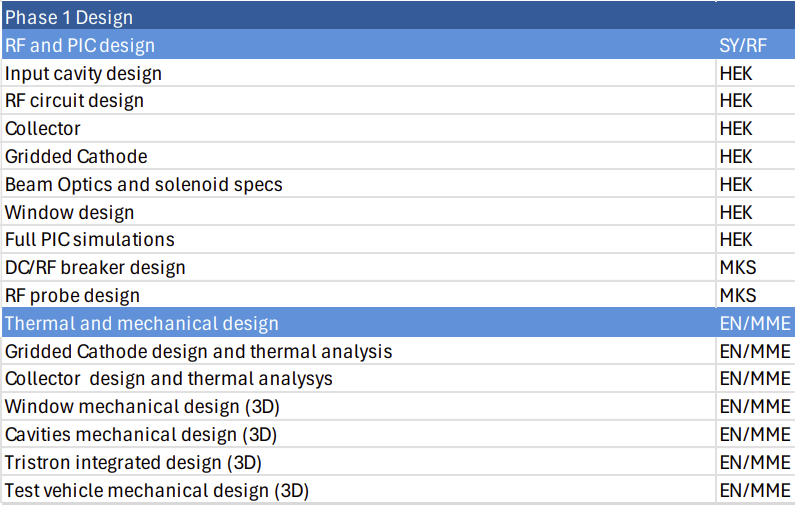 Phase 1 Design
RF and PIC design SY/RF
Input cavity design HEK
RF circuit design HEK
Collector HEK
Gridded Cathode HEK
Beam Optics and solenoid specs HEK
Window design HEK
Full PIC simulations HEK
DC/RF breaker design MKS
RF probe design MKS
Thermal and mechanical design EN/MME
Gridded Cathode design and thermal analysis EN/MME
Collector  design and thermal analysys EN/MME
Window mechanical design (3D) EN/MME
Cavities mechanical design (3D) EN/MME
Tristron integrated design (3D) EN/MME
Test vehicle mechanical design (3D) EN/MME